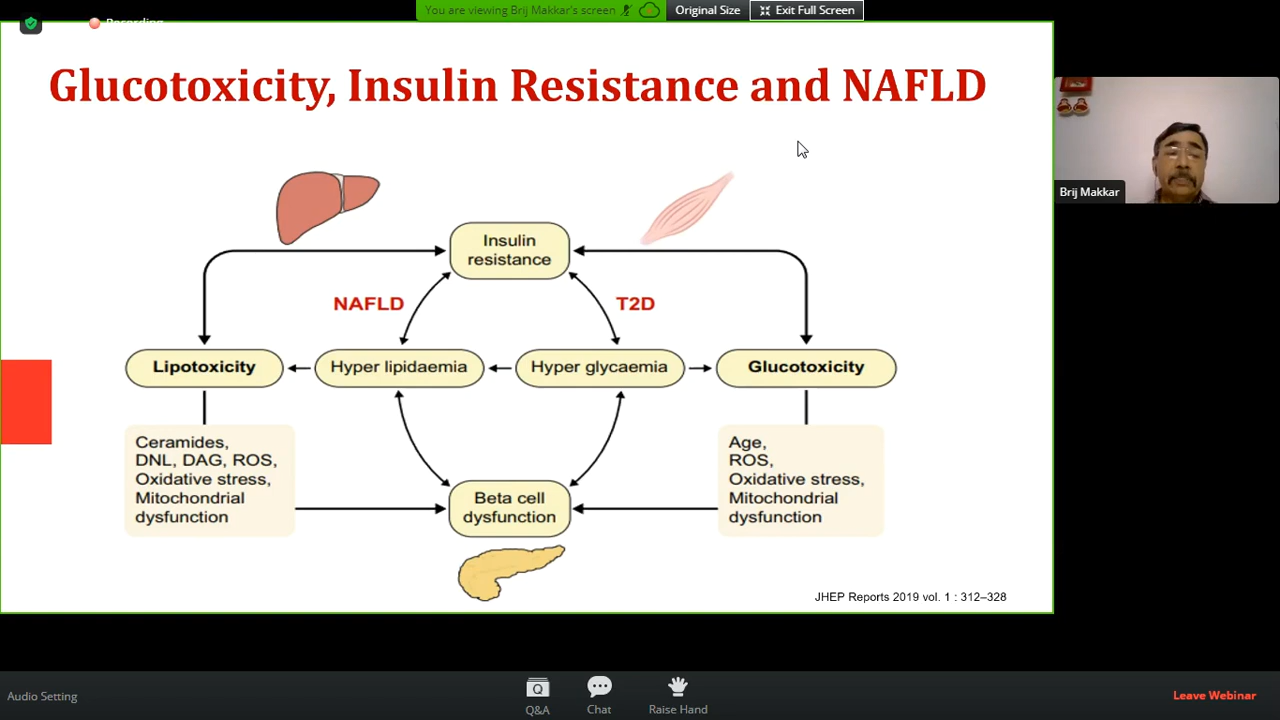 You are viewing Brij Makkar's screen
Original Size
Exit Full Screen
Recording
Glucotoxicity, Insulin Resistance and NAFLD
Brij Makkar
Insulin
resistance
NAFLD
T2D
Lipotoxicity
Hyper lipidaemia
Hyper glycaemia
Glucotoxicity
Ceramides,
DNL, DAG, ROS,
Oxidative stress,
Mitochondrial
dysfunction
Age,
ROS,
Oxidative stress,
Mitochondrial
dysfunction
Beta cell
dysfunction
JHEP Reports 2019 vol. 1 : 312–328
Audio Setting
Q&A
Chat
Raise Hand
Leave Webinar